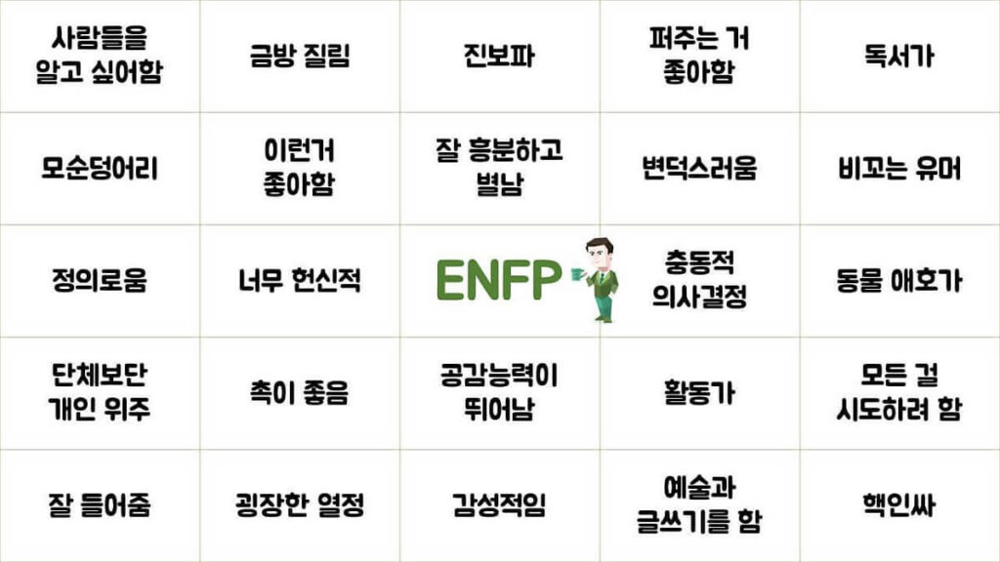 사람들을
알고 싶어함
금방 질림
진보파
퍼주는 거
좋아함
독서가
모순덩어리
이런거
좋아함
잘 흥분하고
별남
변덕스러움
비꼬는 유머
정의로움
너무 헌신적
ENFP
충동적
의사결정
동물 애호가
단체보단
개인 위주
촉이 좋음
공감능력이
뛰어남
활동가
모든 걸
시도하려 함
잘 들어줌
굉장한 열정
감성적임
예술과
글쓰기를 함
핵인싸